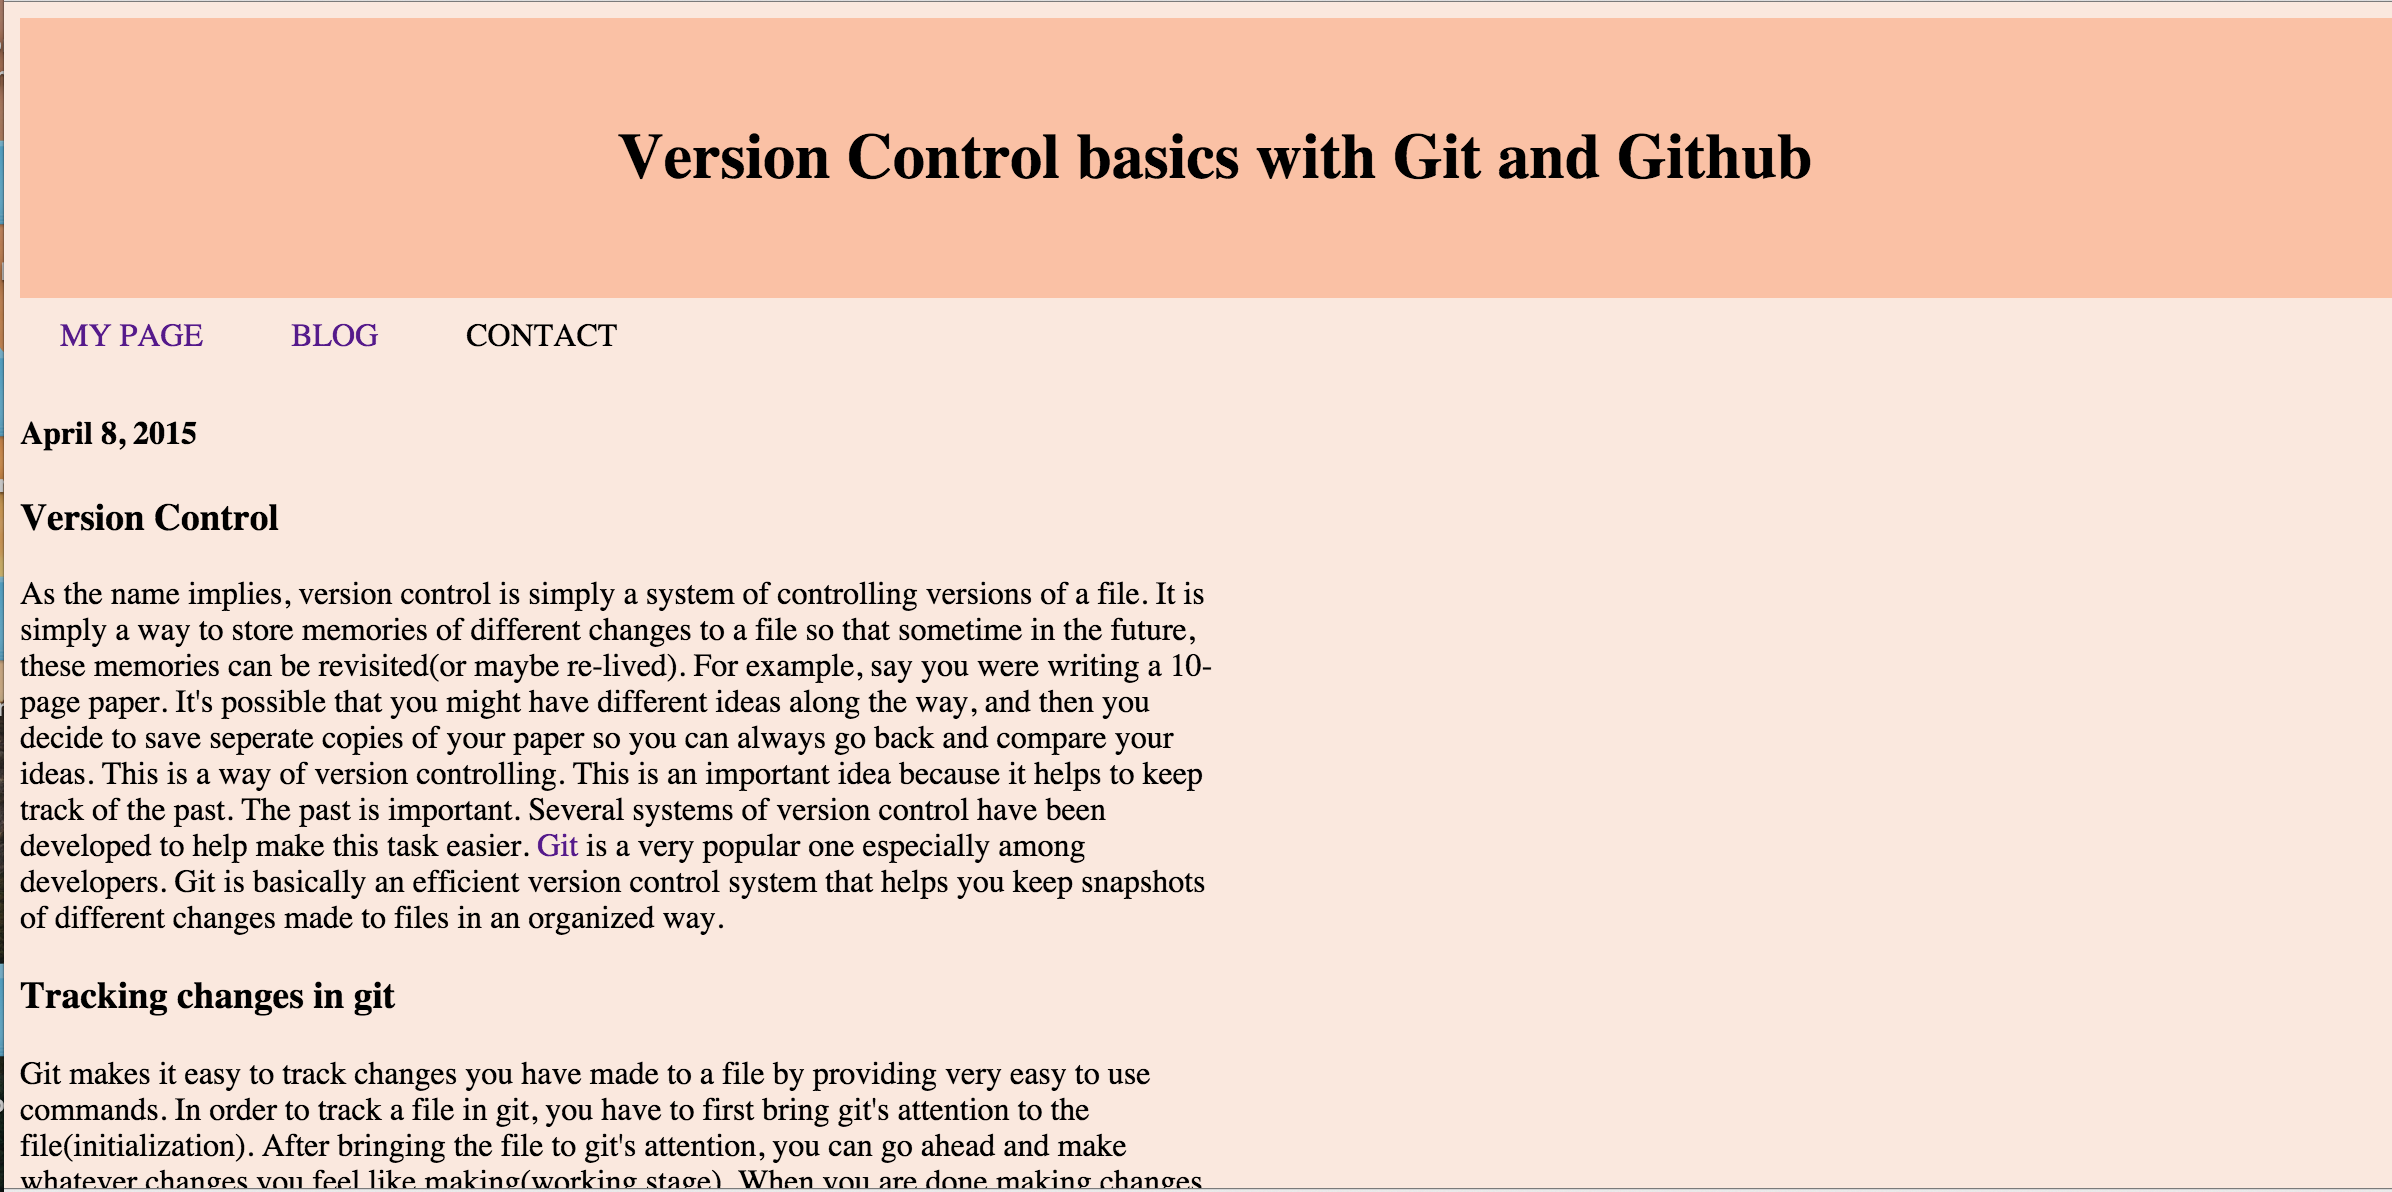 Version Control basics with Git and Github
MY PAGE BLOG CONTACT
April 8, 2015
Version Control
As the name implies, version control is simply a system of controlling versions of a file. It is
simply a way to store memories of different changes to a file so that sometime in the future,
these memories can be revisited(or maybe re-lived). For example, say you were writing a 10-
page paper. It's possible that you might have different ideas along the way, and then you
decide to save seperate copies of your paper so you can always go back and compare your
ideas. This is a way of version controlling. This is an important idea because it helps to keep
track of the past. The past is important. Several systems of version control have been
developed to help make this task easier. Git is a very popular one especially among
developers. Git is basically an efficient version control system that helps you keep snapshots
of different changes made to files in an organized way.
Tracking changes in git
Git makes it easy to track changes you have made to a file by providing very easy to use
commands. In order to track a file in git, you have to first bring git's attention to the
file(initialization). After bringing the file to git's attention, you can go ahead and make
whatever changes you feel like making(working stage). When you are done making changes